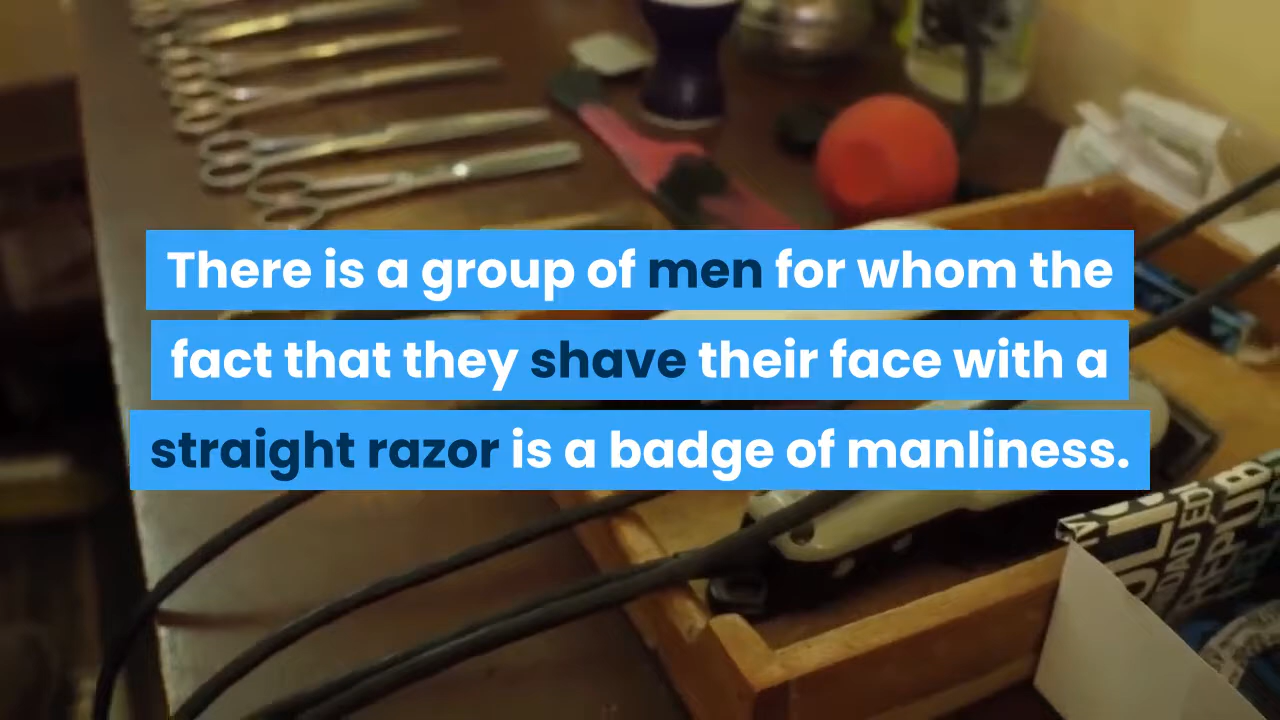 There is a group of men for whom the
fact that they shave their face with a
straight razor is a badge of manliness.